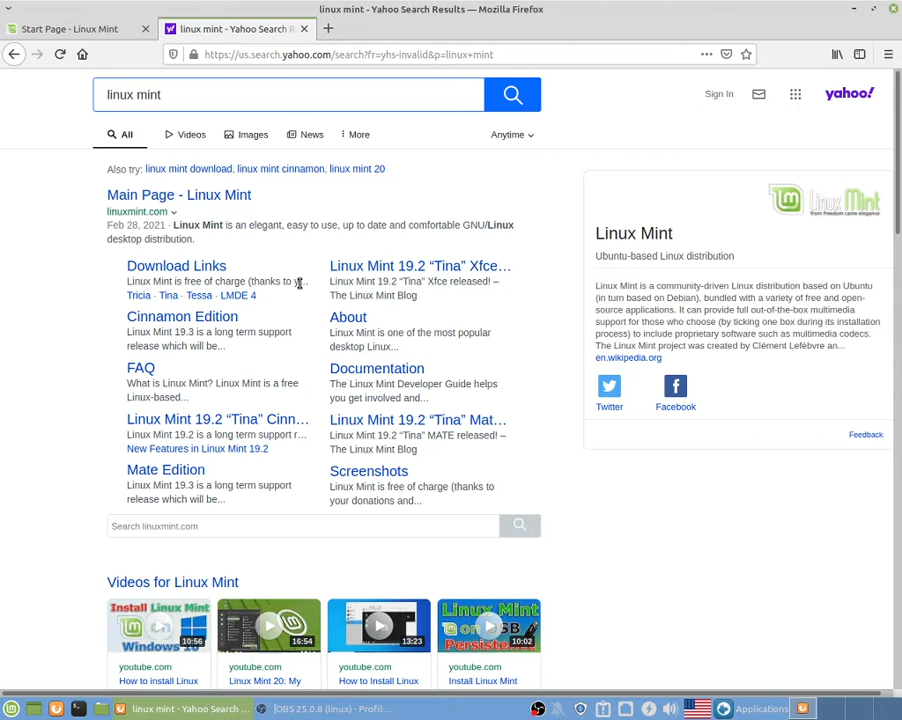 linux mint - Yahoo Search Results - Mozilla Firefox
Start Page - Linux Mint
linux mint - Yahoo Search R
https://us.search.yahoo.com/search?fr=yhs-invalid&p=linux+mint
linux mint
Sign In
yahoo!
All
Videos
Images
News
More
Anytime
Also try: linux mint download, linux mint cinnamon, linux mint 20
Main Page - Linux Mint
linuxmint.com
Feb 28, 2021 · Linux Mint is an elegant, easy to use, up to date and comfortable GNU/Linux
desktop distribution.
Download Links
Linux Mint is free of charge (thanks to y...
Tricia · Tina · Tessa · LMDE 4
Cinnamon Edition
Linux Mint 19.3 is a long term support
release which will be...
FAQ
What is Linux Mint? Linux Mint is a free
Linux-based...
Linux Mint 19.2 “Tina” Cinn...
Linux Mint 19.2 is a long term support r...
New Features in Linux Mint 19.2
Mate Edition
Linux Mint 19.3 is a long term support
release which will be...
Linux Mint 19.2 “Tina” Xfce...
Linux Mint 19.2 “Tina” Xfce released! –
The Linux Mint Blog
About
Linux Mint is one of the most popular
desktop Linux...
Documentation
The Linux Mint Developer Guide helps
you get involved and...
Linux Mint 19.2 “Tina” Mat...
Linux Mint 19.2 “Tina” MATE released! –
The Linux Mint Blog
Screenshots
Linux Mint is free of charge (thanks to
your donations and...
Search linuxmint.com
Videos for Linux Mint
Install Linux Mint
Windows 10
10:56
youtube.com
How to install Linux
16:54
youtube.com
Linux Mint 20: My
13:23
youtube.com
How to Install Linux
Linux Mint
on USB
Persistence
10:02
youtube.com
Install Linux Mint
Linux Mint
from freedom came elegance
Linux Mint
Ubuntu-based Linux distribution
Linux Mint is a community-driven Linux distribution based on Ubuntu
(in turn based on Debian), bundled with a variety of free and open-
source applications. It can provide full out-of-the-box multimedia
support for those who choose (by ticking one box during its installation
process) to include proprietary software such as multimedia codecs.
The Linux Mint project was created by Clément Lefèbvre an...
en.wikipedia.org
Twitter
Facebook
Feedback
linux mint - Yahoo Search ...
[OBS 25.0.8 (linux) - Profil...
Applications